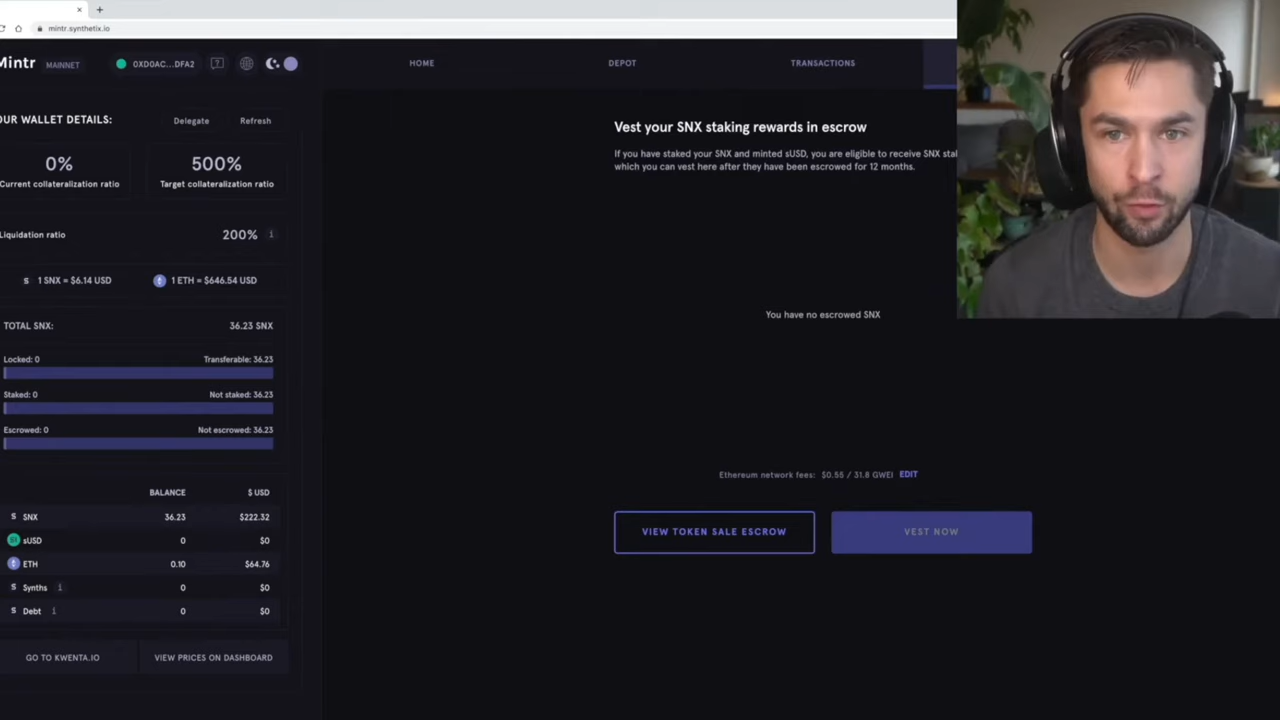 mintr.synthetix.io
Mintr MAINNET
0XD0AC...DFA2
HOME
DEPOT
TRANSACTIONS
OUR WALLET DETAILS:
Delegate
Refresh
0%
Current collateralization ratio
500%
Target collateralization ratio
Liquidation ratio
200%
1 SNX = $6.14 USD
1 ETH = $646.54 USD
TOTAL SNX:
36.23 SNX
Locked: 0
Transferable: 36.23
Staked: 0
Not staked: 36.23
Escrowed: 0
Not escrowed: 36.23
BALANCE
$ USD
SNX 36.23 $222.32
sUSD 0 $0
ETH 0.10 $64.76
Synths i 0 $0
Debt i 0 $0
GO TO KWENTA.IO
VIEW PRICES ON DASHBOARD
Vest your SNX staking rewards in escrow
If you have staked your SNX and minted sUSD, you are eligible to receive SNX sta
which you can vest here after they have been escrowed for 12 months.
You have no escrowed SNX
Ethereum network fees: $0.55 / 31.8 GWEI EDIT
VIEW TOKEN SALE ESCROW
VEST NOW